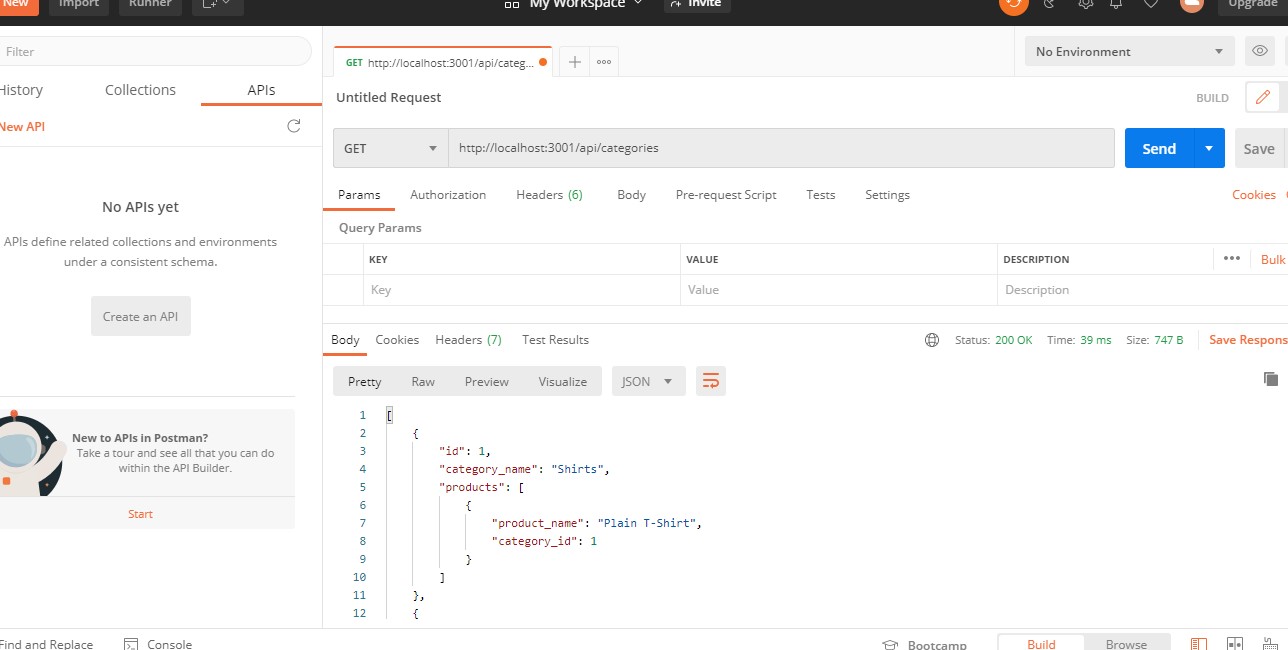 New Import Runner My Workspace Invite Upgrade
Filter
History Collections APIs
New API
No APIs yet
APIs define related collections and environments
under a consistent schema.
Create an API
New to APIs in Postman?
Take a tour and see all that you can do
within the API Builder.
Start
GET http://localhost:3001/api/categ...
No Environment
Untitled Request
BUILD
GET http://localhost:3001/api/categories Send Save
Params Authorization Headers (6) Body Pre-request Script Tests Settings Cookies
Query Params
KEY VALUE DESCRIPTION ••• Bulk
Key Value Description
Body Cookies Headers (7) Test Results Status: 200 OK Time: 39 ms Size: 747 B Save Respons
Pretty Raw Preview Visualize JSON
1 [
2 {
3 "id": 1,
4 "category_name": "Shirts",
5 "products": [
6 {
7 "product_name": "Plain T-Shirt",
8 "category_id": 1
9 }
10 ]
11 },
12 {
Find and Replace Console Bootcamp Build Browse